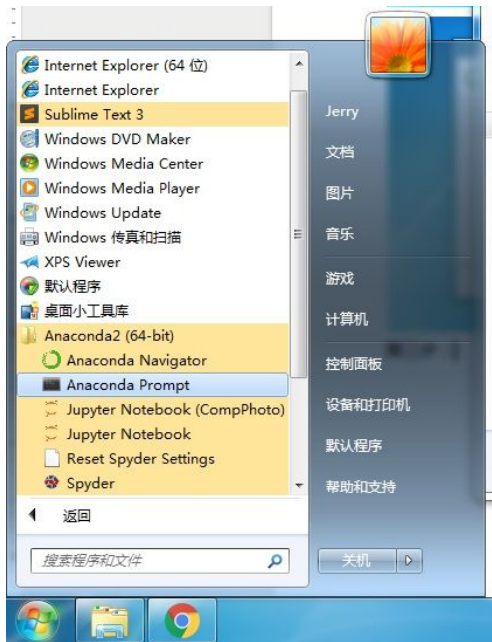 Internet Explorer (64 位)
Internet Explorer
Sublime Text 3
Windows DVD Maker
Windows Media Center
Windows Media Player
Windows Update
Windows 传真和扫描
XPS Viewer
默认程序
桌面小工具库
Anaconda2 (64-bit)
Anaconda Navigator
Anaconda Prompt
Jupyter Notebook (CompPhoto)
Jupyter Notebook
Reset Spyder Settings
Spyder
返回
搜索程序和文件
Jerry
文档
图片
音乐
游戏
计算机
控制面板
设备和打印机
默认程序
帮助和支持
关机